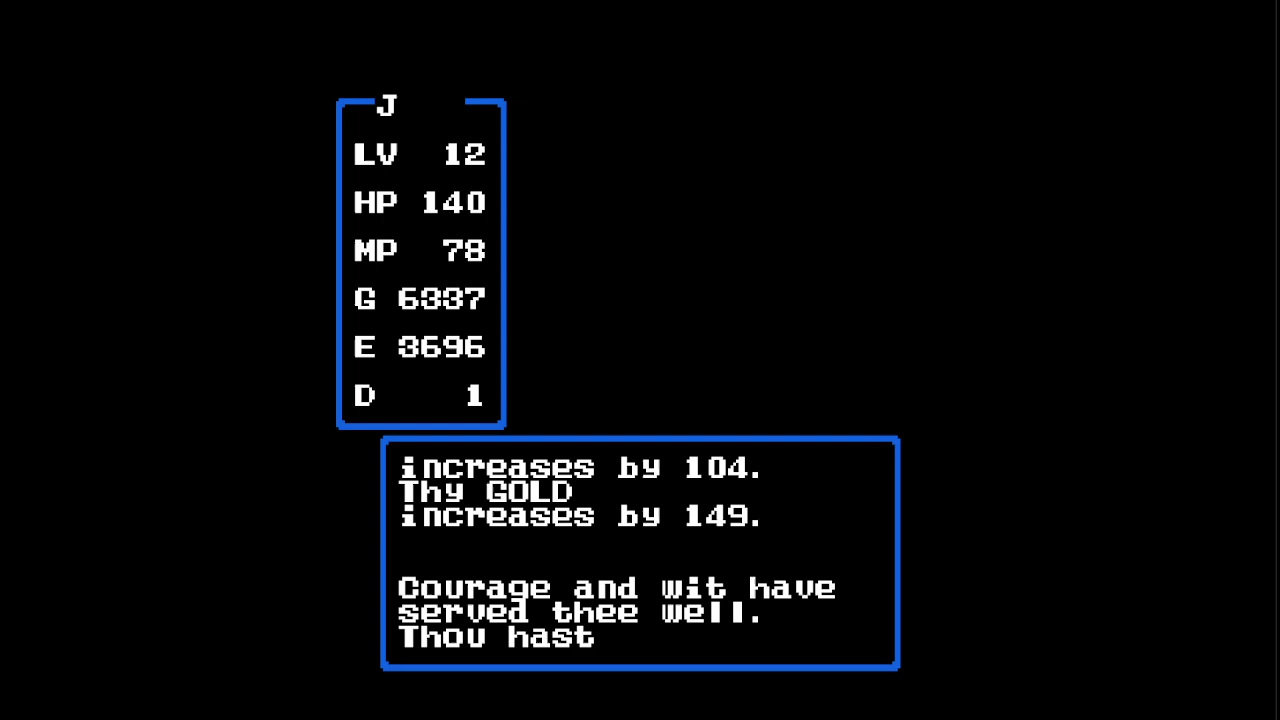 J
LV 12
HP 140
MP 78
G 6337
E 3696
D 1
increases by 104.
Thy GOLD
increases by 149.
Courage and wit have
served thee well.
Thou hast